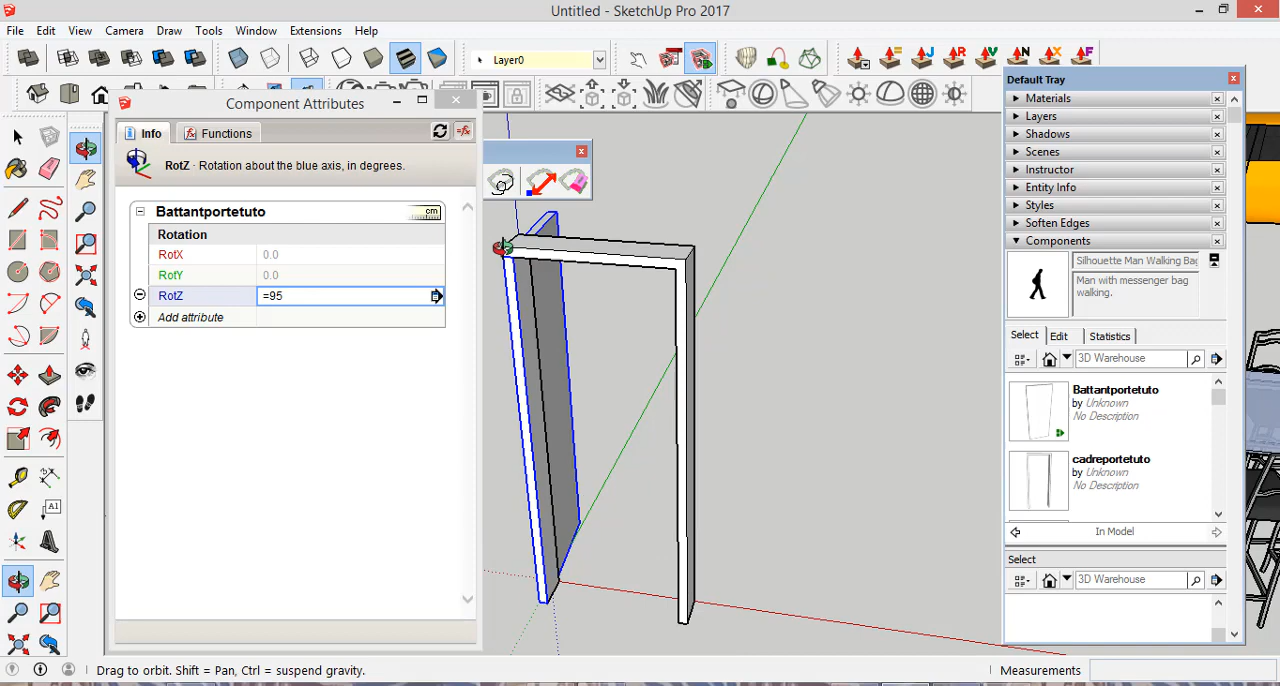 Untitled - SketchUp Pro 2017
File Edit View Camera Draw Tools Window Extensions Help
Layer0
Component Attributes
Info Functions
RotZ - Rotation about the blue axis, in degrees.
Battantportetuto cm
Rotation
RotX 0.0
RotY 0.0
RotZ =95
Add attribute
Default Tray
Materials
Layers
Shadows
Scenes
Instructor
Entity Info
Styles
Soften Edges
Components
Silhouette Man Walking Bag
Man with messenger bag walking.
Select Edit Statistics
3D Warehouse
Battantportetuto
by Unknown
No Description
cadreportetuto
by Unknown
No Description
In Model
Select
3D Warehouse
A1
Drag to orbit. Shift = Pan, Ctrl = suspend gravity.
Measurements